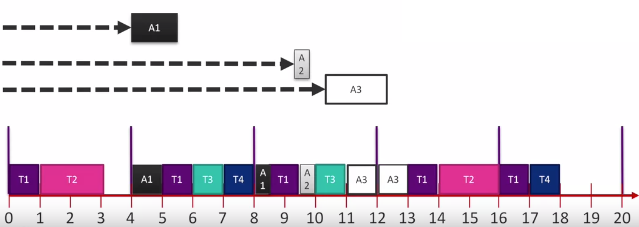 A1
A
2
A3
T1 T2 A1 T1 T3 T4 A
1 T1 A
2 T3 A3 A3 T1 T2 T1 T4
0 1 2 3 4 5 6 7 8 9 10 11 12 13 14 15 16 17 18 19 20